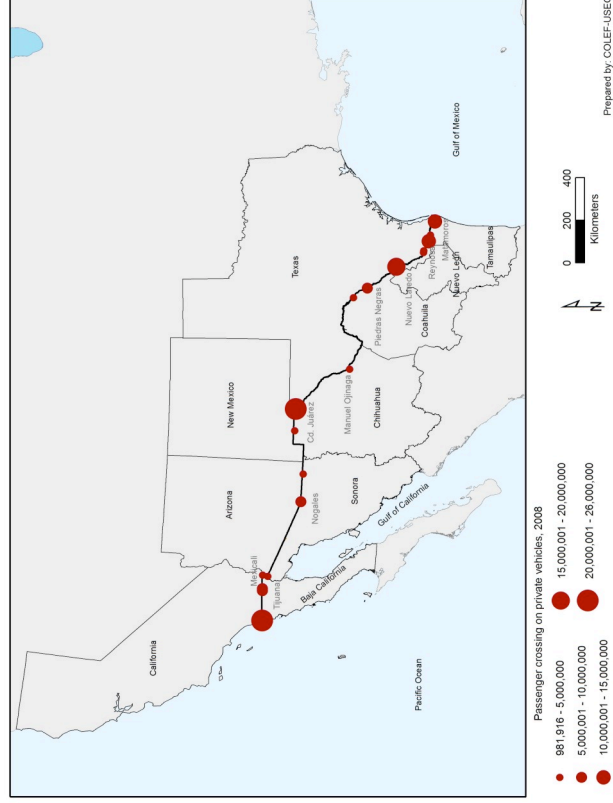 California
Arizona
New Mexico
Texas
Mexicali
Tijuana
Baja California
Nogales
Sonora
Gulf of California
Cd. Juárez
Manuel Ojinaga
Chihuahua
Piedras Negras
Nuevo Laredo
Coahuila
Reynosa
Nuevo León
Matamoros
Tamaulipas
Pacific Ocean
Gulf of Mexico
Passenger crossing on private vehicles, 2008
981,916 - 5,000,000
5,000,001 - 10,000,000
10,000,001 - 15,000,000
15,000,001 - 20,000,000
20,000,001 - 26,000,000
N
0 200 400
Kilometers
Prepared by: COLEF-USEG